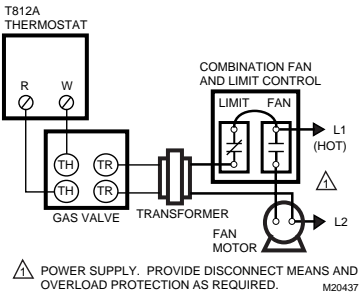 T812A
THERMOSTAT
R W
COMBINATION FAN
AND LIMIT CONTROL
LIMIT FAN
L1
(HOT)
TH TR
TH TR
1
GAS VALVE
TRANSFORMER
L2
FAN
MOTOR
1 POWER SUPPLY. PROVIDE DISCONNECT MEANS AND
OVERLOAD PROTECTION AS REQUIRED.
M20437